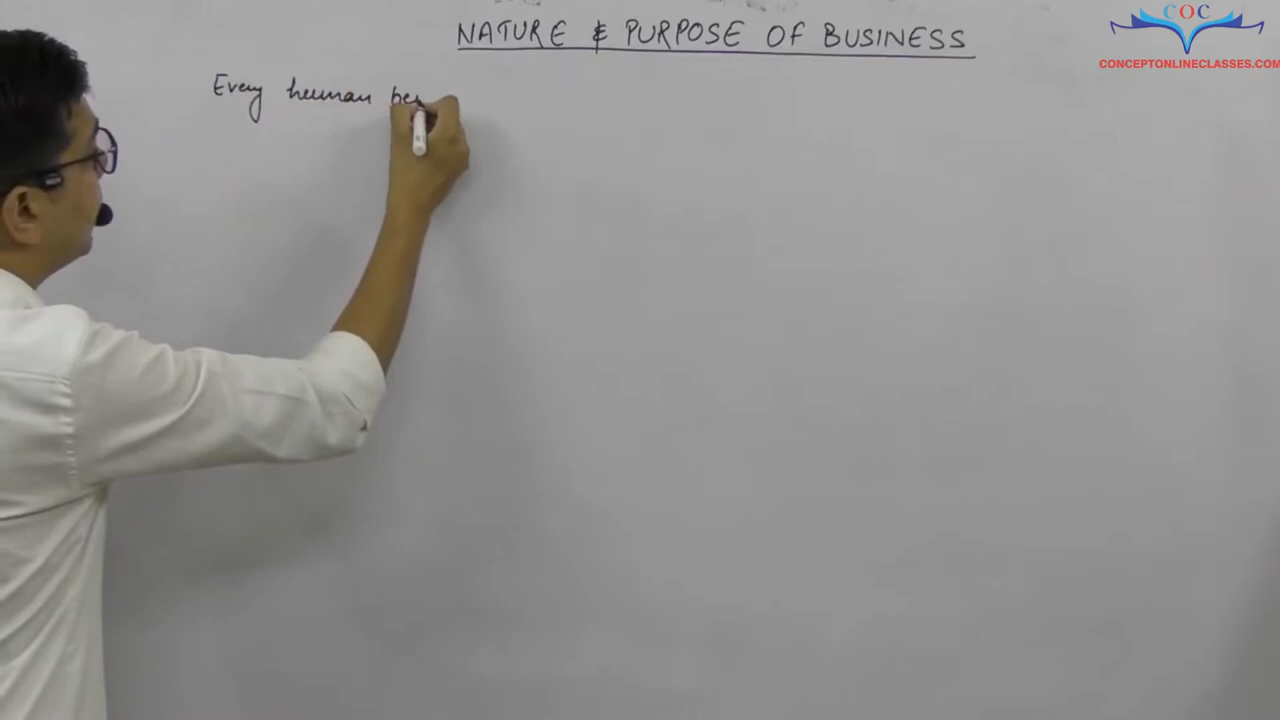 COC
NATURE & PURPOSE OF BUSINESS
CONCEPTONLINECLASSES.COM
Every human